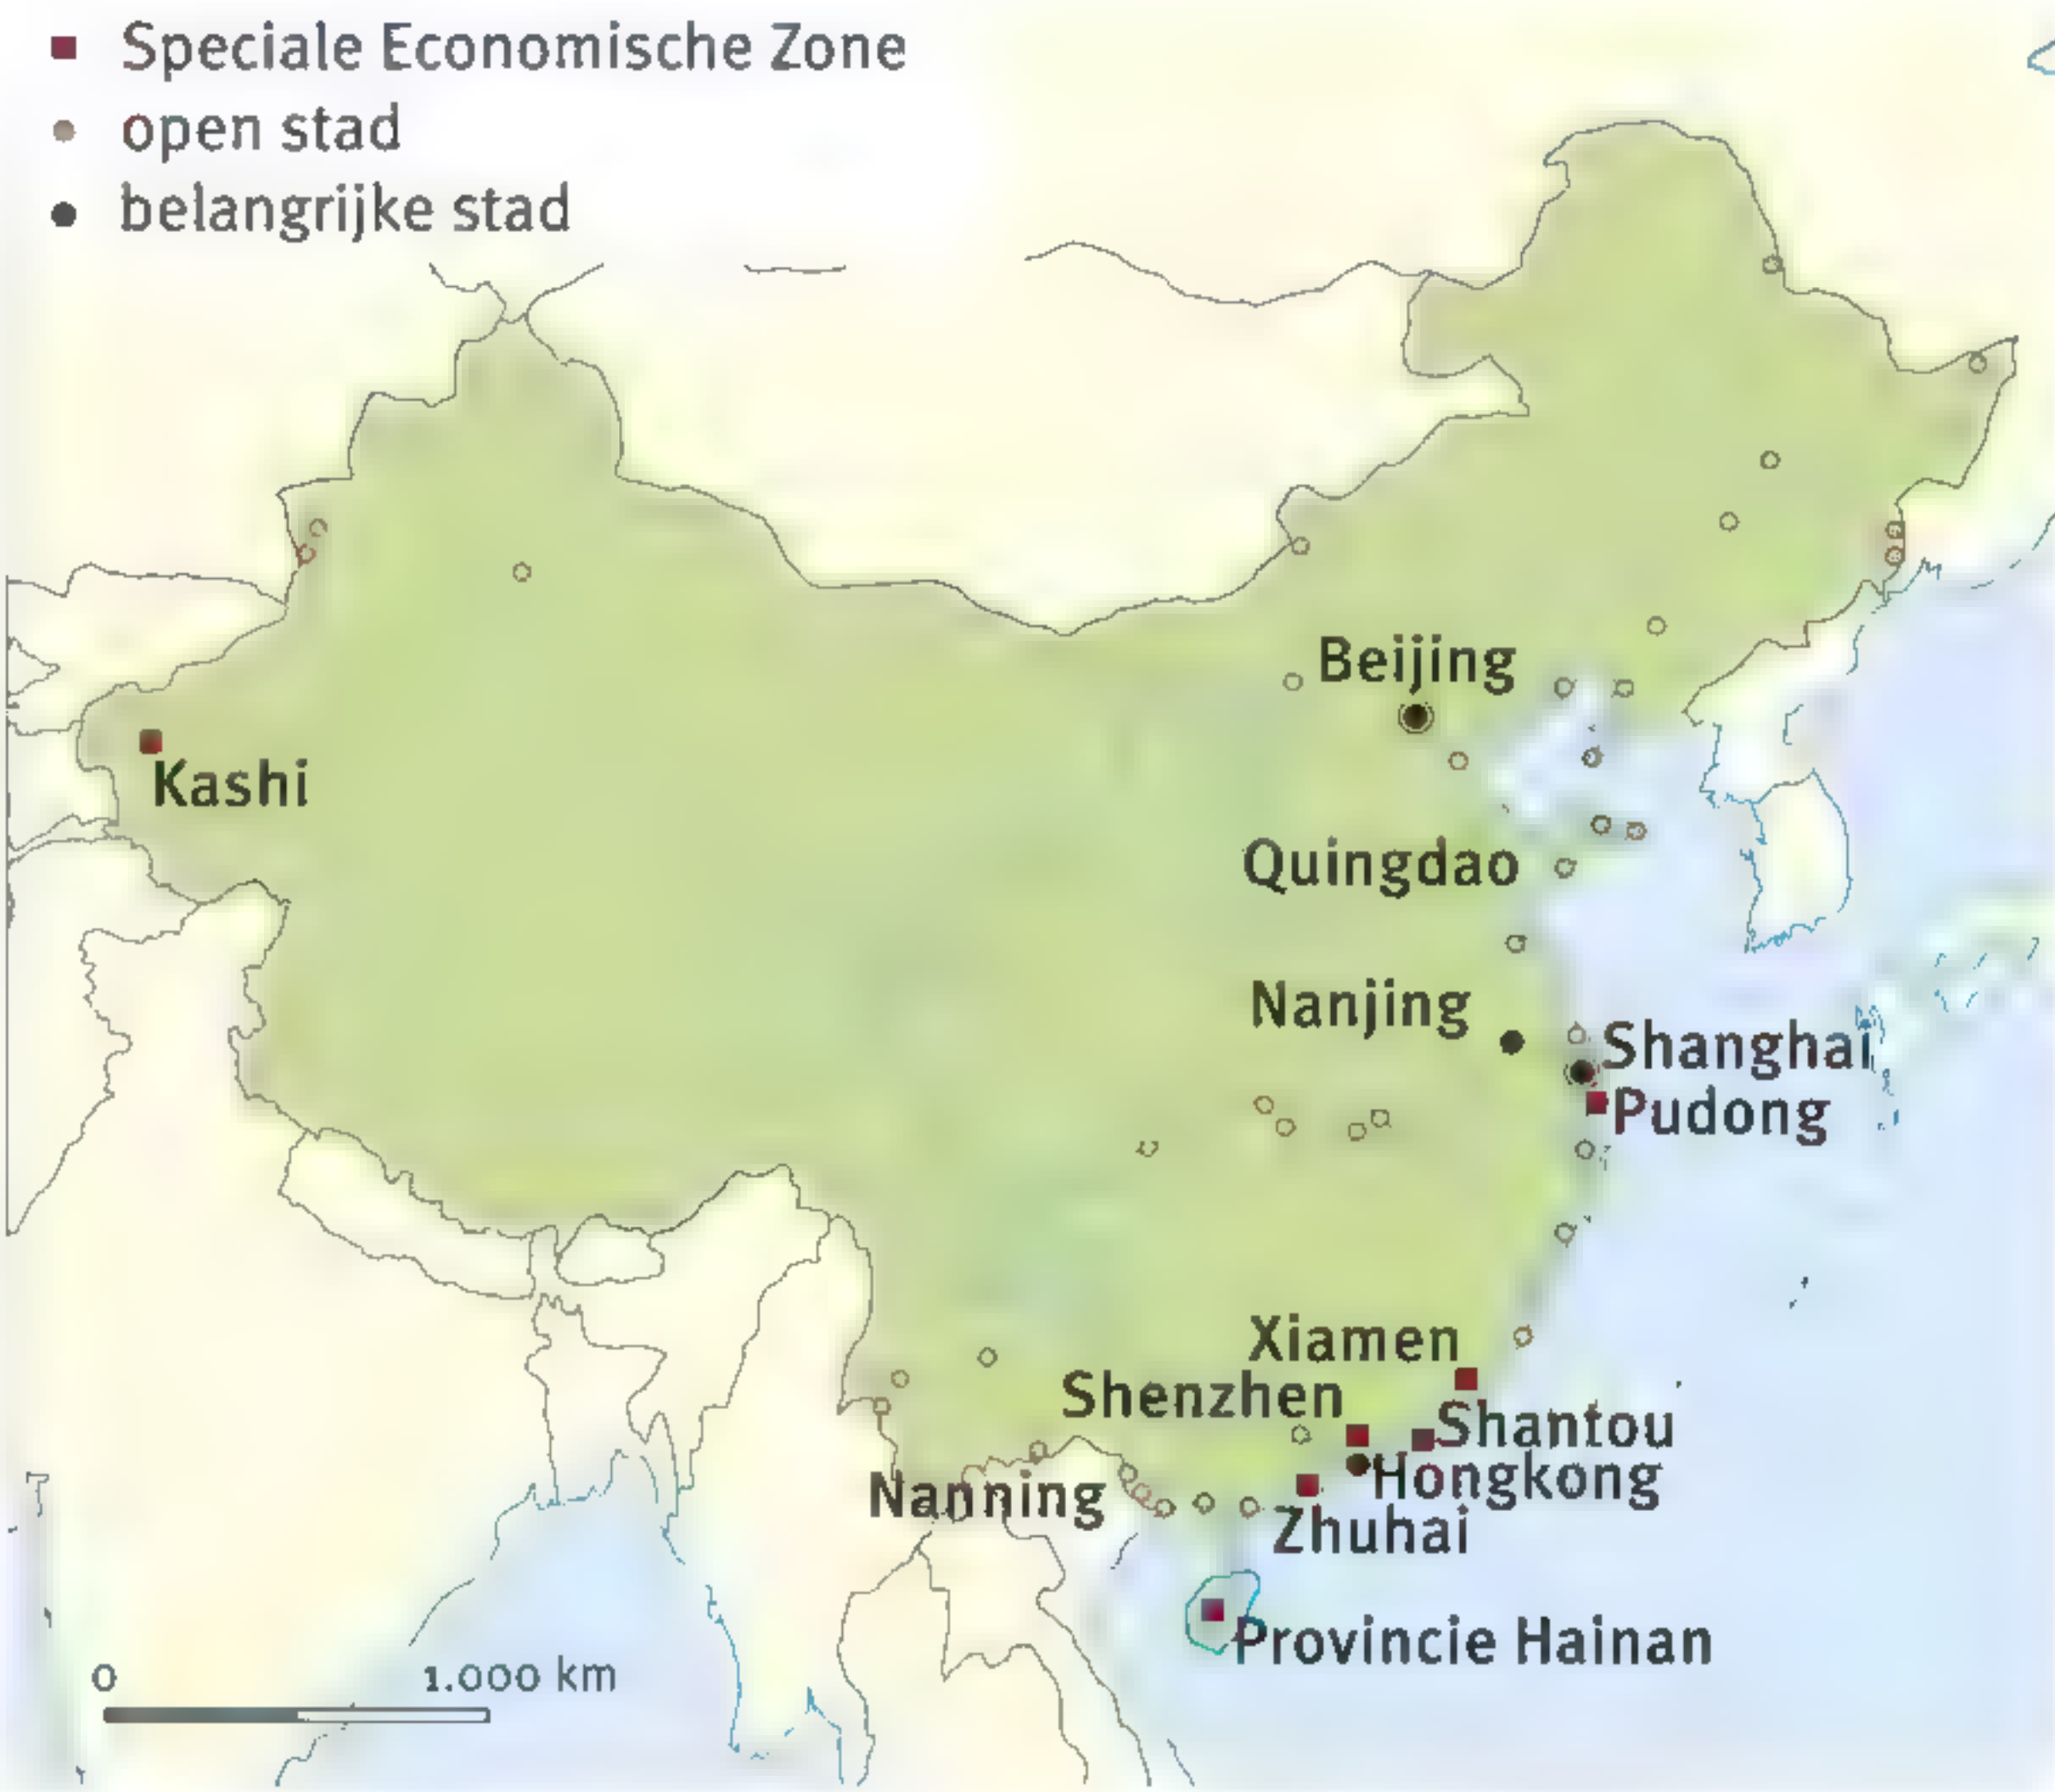 Speciale Economische Zone
open stad
belangrijke stad
Beijing
Kashi
Quingdao
Nanjing
Shanghai
Pudong
Xiamen
Shenzhen
Shantou
Hongkong
Nanning
Zhuhai
Provincie Hainan
0 1.000 km